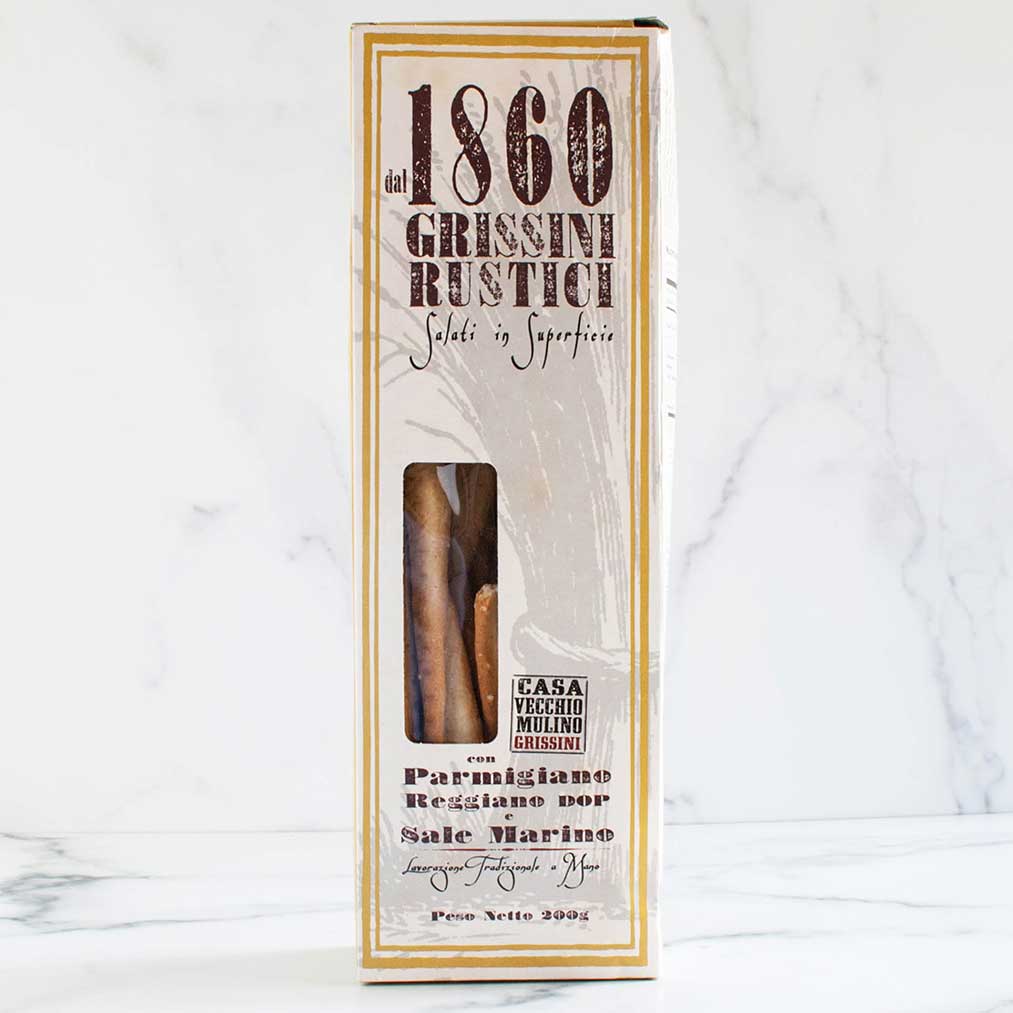 dal 1860
GRISSINI
RUSTICI
Salati in Superficie
CASA
VECCHIO
MULINO
GRISSINI
con
Parmigiano
Reggiano DOP
e
Sale Marino
Lavorazione Tradizionale a Mano
Peso Netto 200g